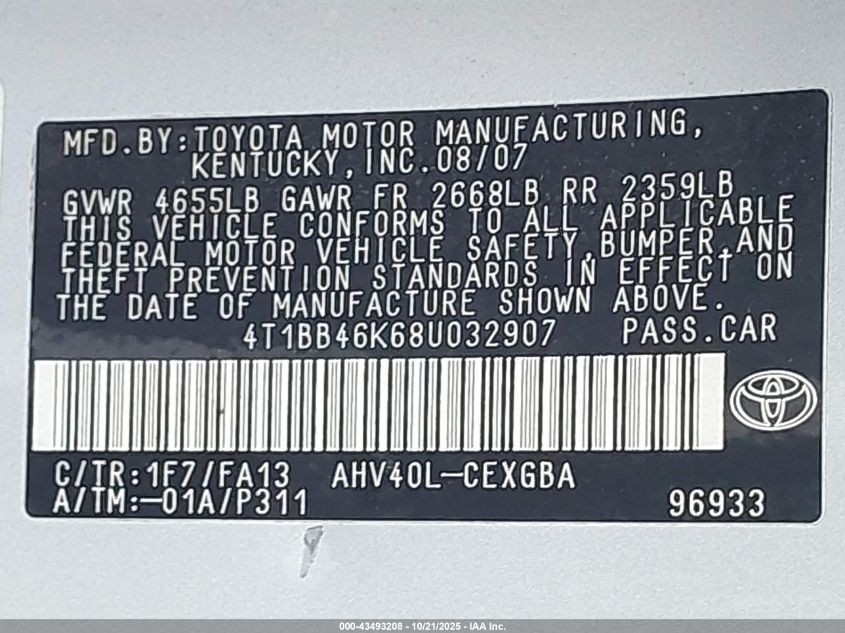 MFD.BY:TOYOTA MOTOR MANUFACTURING,
KENTUCKY,INC.08/07
GVWR 4655LB GAWR FR 2668LB RR 2359LB
THIS VEHICLE CONFORMS TO ALL APPLICABLE
FEDERAL MOTOR VEHICLE SAFETY,BUMPER,AND
THEFT PREVENTION STANDARDS IN EFFECT ON
THE DATE OF MANUFACTURE SHOWN ABOVE.
4T1BB46K68U032907 PASS.CAR
C/TR:1F7/FA13 AHV40L-CEXGBA
A/TM:-01A/P311 96933
000-43493208 - 10/21/2025 - IAA Inc.